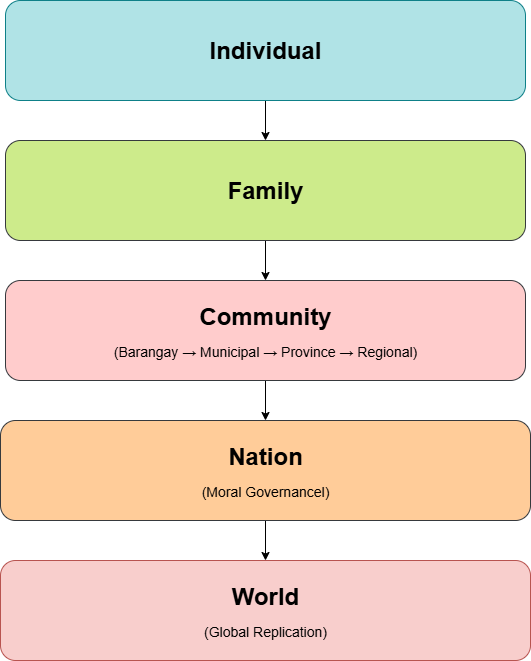 Individual
Family
Community
(Barangay → Municipal → Province → Regional)
Nation
(Moral Governancel)
World
(Global Replication)